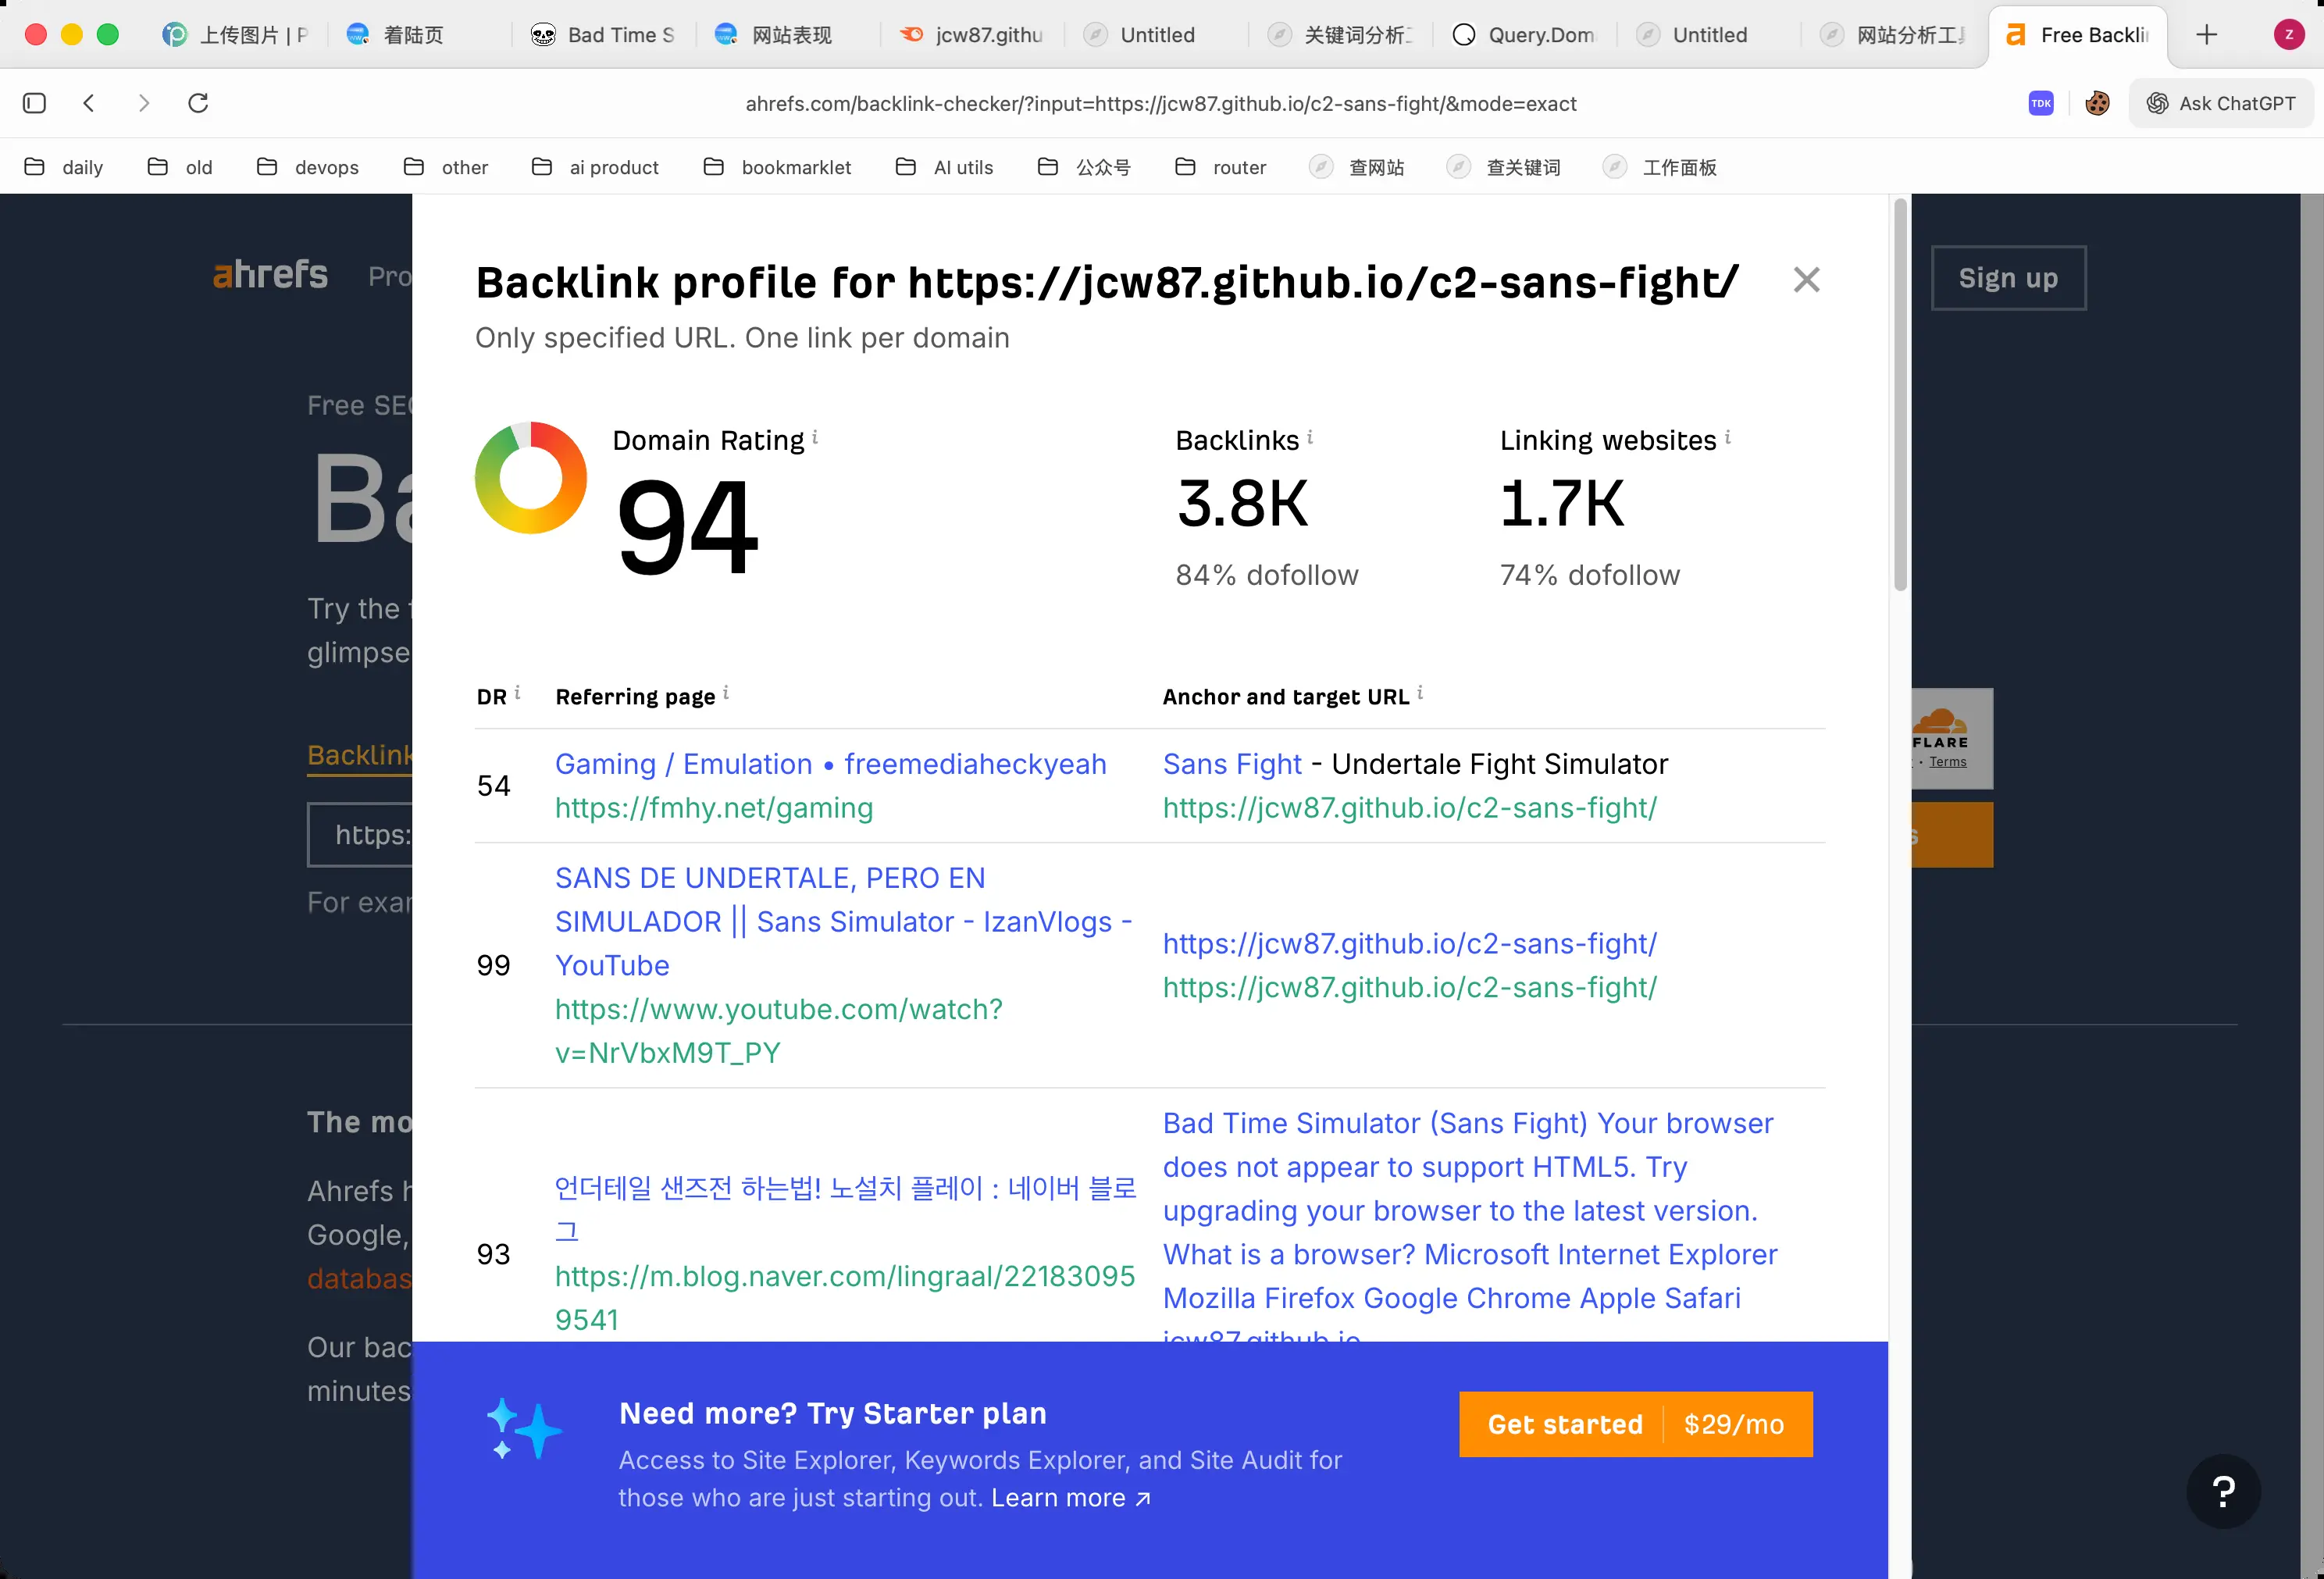 上传图片 | P
着陆页
Bad Time S
网站表现
jcw87.githu
Untitled
关键词分析
Query.Dom
Untitled
网站分析工具
Free Backli
z
ahrefs.com/backlink-checker/?input=https://jcw87.github.io/c2-sans-fight/&mode=exact
TDK
Ask ChatGPT
daily
old
devops
other
ai product
bookmarklet
AI utils
公众号
router
查网站
查关键词
工作面板
ahrefs
Pro
Sign up
Free SEO
Ba
Try the
glimpse
Backlink
https:
For exam
FLARE
Terms
s
The mo
Ahrefs h
Google,
databas
Our bac
minutes
Backlink profile for https://jcw87.github.io/c2-sans-fight/
Only specified URL. One link per domain
Domain Rating i
94
Backlinks i
3.8K
84% dofollow
Linking websites i
1.7K
74% dofollow
DR i
Referring page i
Anchor and target URL i
54
Gaming / Emulation • freemediaheckyeah
https://fmhy.net/gaming
Sans Fight - Undertale Fight Simulator
https://jcw87.github.io/c2-sans-fight/
99
SANS DE UNDERTALE, PERO EN
SIMULADOR || Sans Simulator - IzanVlogs -
YouTube
https://www.youtube.com/watch?
v=NrVbxM9T_PY
https://jcw87.github.io/c2-sans-fight/
https://jcw87.github.io/c2-sans-fight/
93
언더테일 샌즈전 하는법! 노설치 플레이 : 네이버 블로
그
https://m.blog.naver.com/lingraal/22183095
9541
Bad Time Simulator (Sans Fight) Your browser
does not appear to support HTML5. Try
upgrading your browser to the latest version.
What is a browser? Microsoft Internet Explorer
Mozilla Firefox Google Chrome Apple Safari
jcw87.github.io
Need more? Try Starter plan
Access to Site Explorer, Keywords Explorer, and Site Audit for
those who are just starting out. Learn more ↗
Get started
$29/mo
?